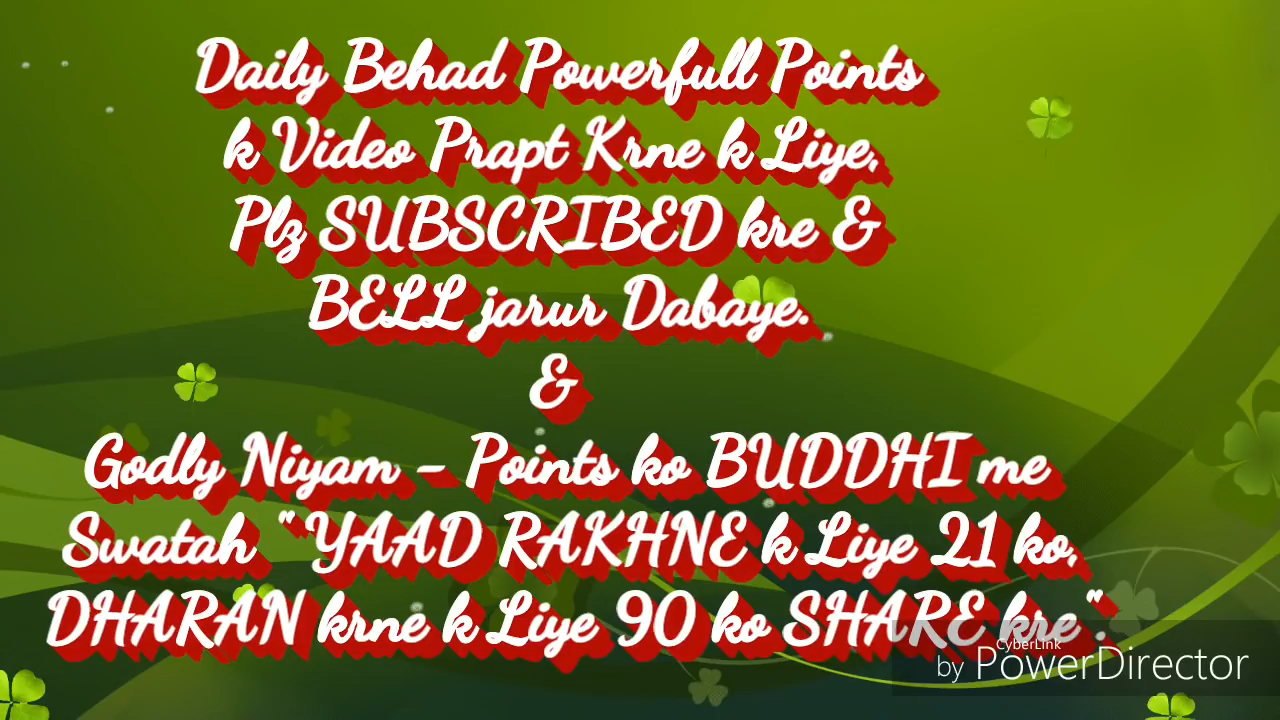 Daily Behad Powerfull Points
k Video Prapt Krne k Liye,
Plz SUBSCRIBED kre &
BELL jarur Dabaye.
&
Godly Niyam - Points ko BUDDHI me
Swatah "YAAD RAKHNE k Liye 21 ko,
DHARAN krne k Liye 90 ko SHARE kre".
CyberLink
by PowerDirector